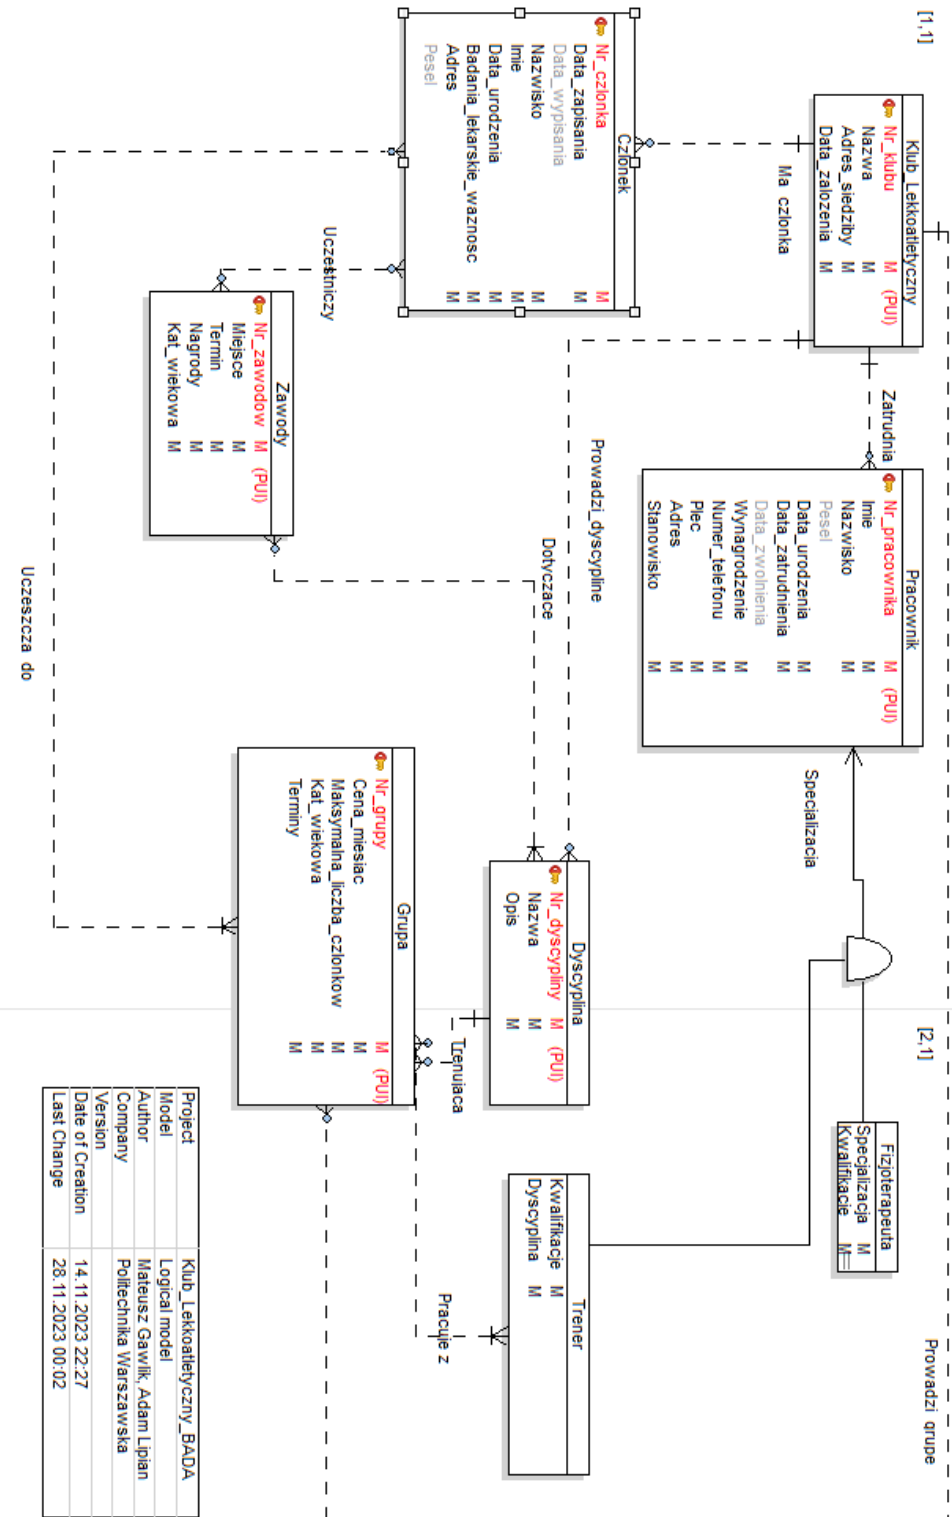 [1,1]
Klub_Lekkoatletyczny
Nr_klubu M (PUI)
Nazwa M
Adres_siedziby M
Data_zalozenia M
Ma czlonka
Zatrudnia
Członek
Nr_czlonka M
Data_zapisania M
Data_wypisania
Nazwisko M
Imie M
Data_urodzenia M
Badania_lekarskie_waznosc M
Adres M
Pesel
Pracownik
Nr_pracownika M (PUI)
Imie M
Nazwisko M
Pesel
Data_urodzenia M
Data_zatrudnienia M
Data_zwolnienia
Wynagrodzenie M
Numer_telefonu M
Plec M
Adres M
Stanowisko M
Specjalizacja
Prowadzi_dyscypline
Dotyczace
Uczestniczy
Zawody
Nr_zawodow M (PUI)
Miejsce M
Termin M
Nagrody M
Kat_wiekowa M
Uczeszcza do
Dyscyplina
Nr_dyscypliny M (PUI)
Nazwa M
Opis M
Trenujaca
Grupa
Nr_grupy M (PUI)
Cena_miesiac M
Maksymalna_liczba_czlonkow M
Kat_wiekowa M
Terminy M
[2,1]
Fizjoterapeuta
Specjalizacja M
Kwalifikacje M
Trener
Kwalifikacje M
Dyscyplina M
Pracuje z
Prowadzi grupe
Project Klub_Lekkoatletyczny_BADA
Model Logical model
Author Mateusz Gawlik, Adam Lipian
Company Politechnika Warszawska
Version
Date of Creation 14.11.2023 22:27
Last Change 28.11.2023 00:02